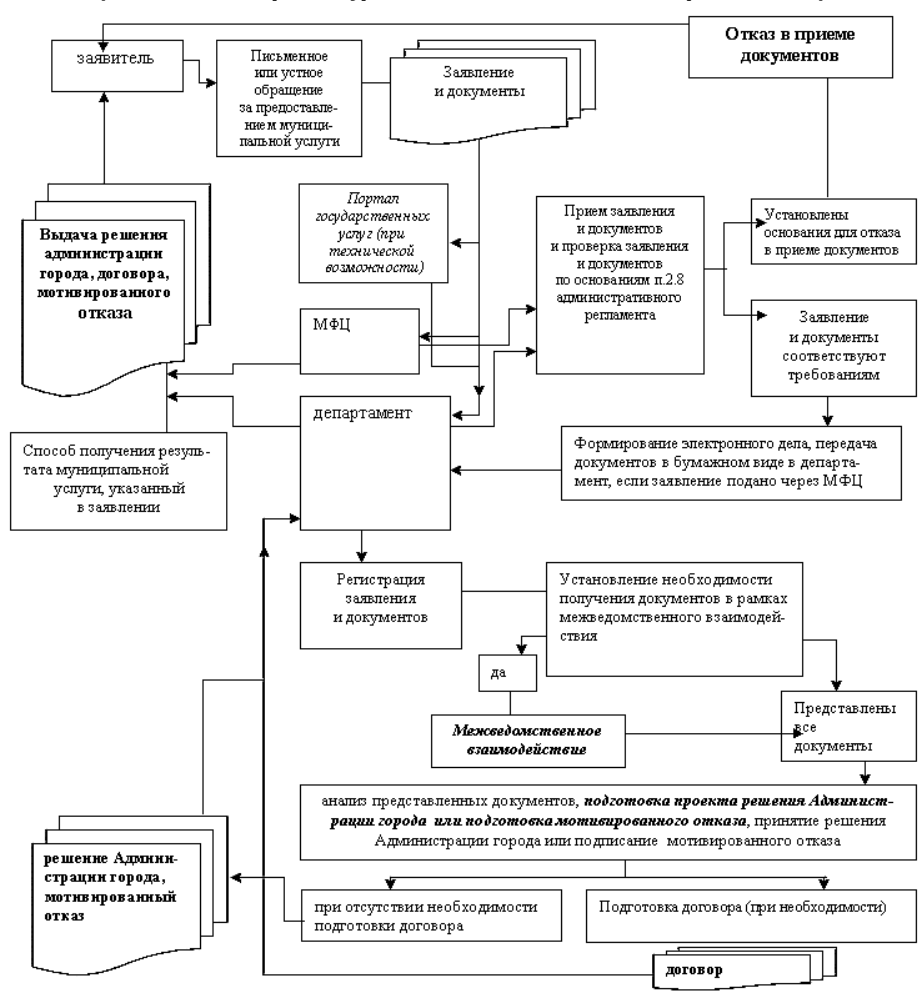 заявитель
Письменное
или устное
обращение
за предоставле-
нием муници-
пальной услуги
Заявление
и документы
Отказ в приеме
документов
Портал
государственных
услуг (при
технической
возможности)
Прием заявления
и документов
и проверка заявления
и документов
по основаниям п.2.8
административного
регламента
Установлены
основания для отказа
в приеме документов
Выдача решения
администрации
города, договора,
мотивированного
отказа
МФЦ
Заявление
и документы
соответствуют
требованиям
департамент
Способ получения резуль-
тата муниципальной
услуги, указанный
в заявлении
Формирование электронного дела, передача
документов в бумажном виде в департа-
мент, если заявление подано через МФЦ
Регистрация
заявления
и документов
Установление необходимости
получения документов в рамках
межведомственного взаимодей-
ствия
да
Межведомственное
взаимодействие
Представлены
все
документы
анализ представленных документов, подготовка проекта решения Админист-
рации города или подготовка мотивированного отказа, принятие решения
Администрации города или подписание мотивированного отказа
решение Админи-
страции города,
мотивированный
отказ
при отсутствии необходимости
подготовки договора
Подготовка договора (при необходимости)
договор